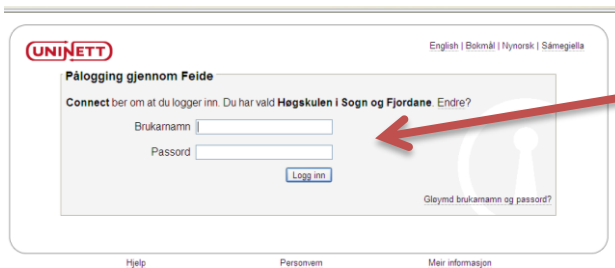 UNINETT
English | Bokmål | Nynorsk | Sámegiella
Pålogging gjennom Feide
Connect ber om at du logger inn. Du har vald Høgskulen i Sogn og Fjordane. Endre?
Brukarnamn
Passord
Logg inn
Gløymd brukarnamn og passord?
Hjelp Personvern Meir informasjon